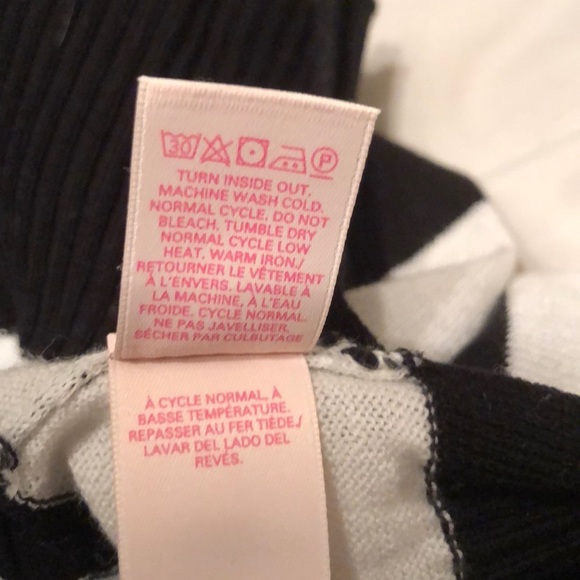 30 P
TURN INSIDE OUT.
MACHINE WASH COLD,
NORMAL CYCLE. DO NOT
BLEACH. TUMBLE DRY
NORMAL CYCLE LOW
HEAT. WARM IRON./
RETOURNER LE VÊTEMENT
À L'ENVERS. LAVABLE À
LA MACHINE, À L'EAU
FROIDE, CYCLE NORMAL.
NE PAS JAVELLISER,
SÉCHER PAR CULBUTAGE
À CYCLE NORMAL, À
BASSE TEMPÉRATURE.
REPASSER AU FER TIÈDE./
LAVAR DEL LADO DEL
REVÉS.